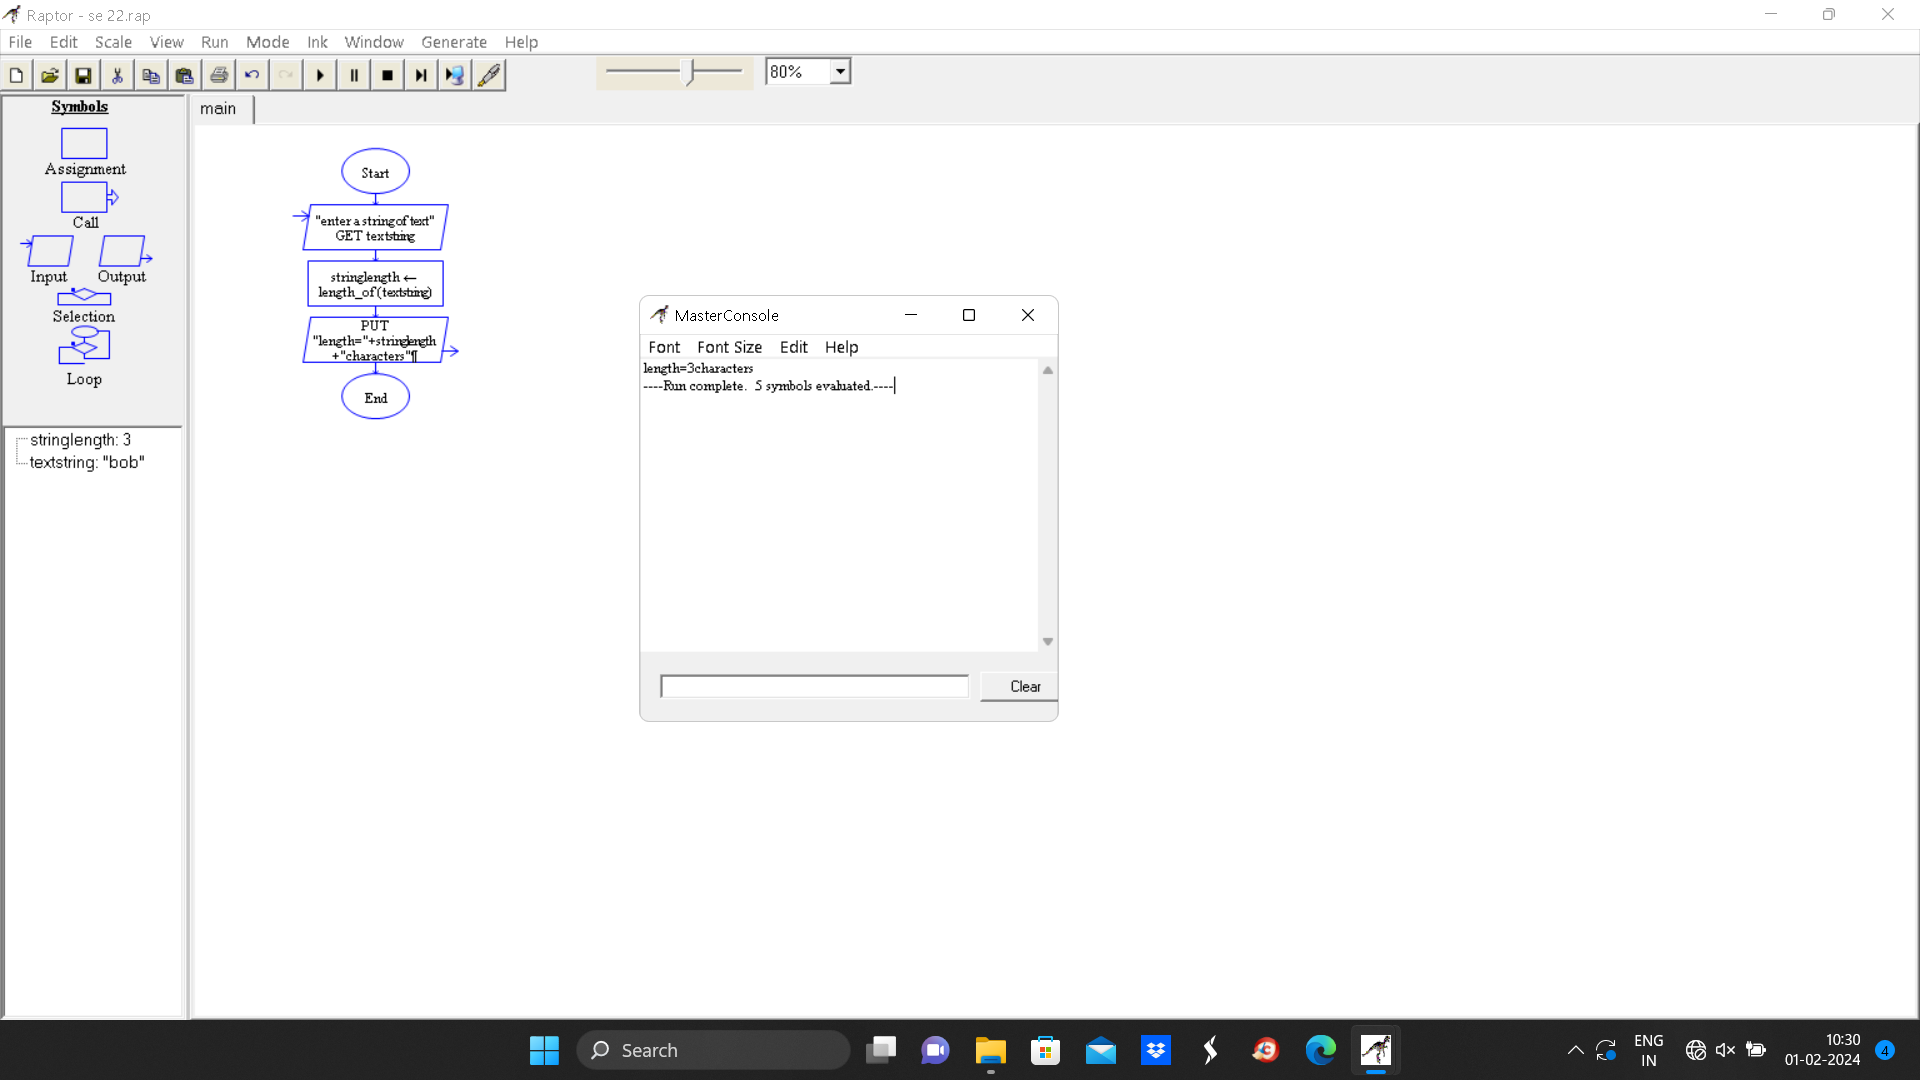 Raptor - se 22.rap
File Edit Scale View Run Mode Ink Window Generate Help
80%
Symbols
Assignment
Call
Input Output
Selection
Loop
stringlength: 3
textstring: "bob"
main
Start
"enter a string of text"
GET textstring
stringlength ←
length_of(textstring)
PUT
"length="+stringlength
+"characters"¶
End
MasterConsole
Font Font Size Edit Help
length=3characters
----Run complete. 5 symbols evaluated.----
Clear
Search
ENG
IN
10:30
01-02-2024
4